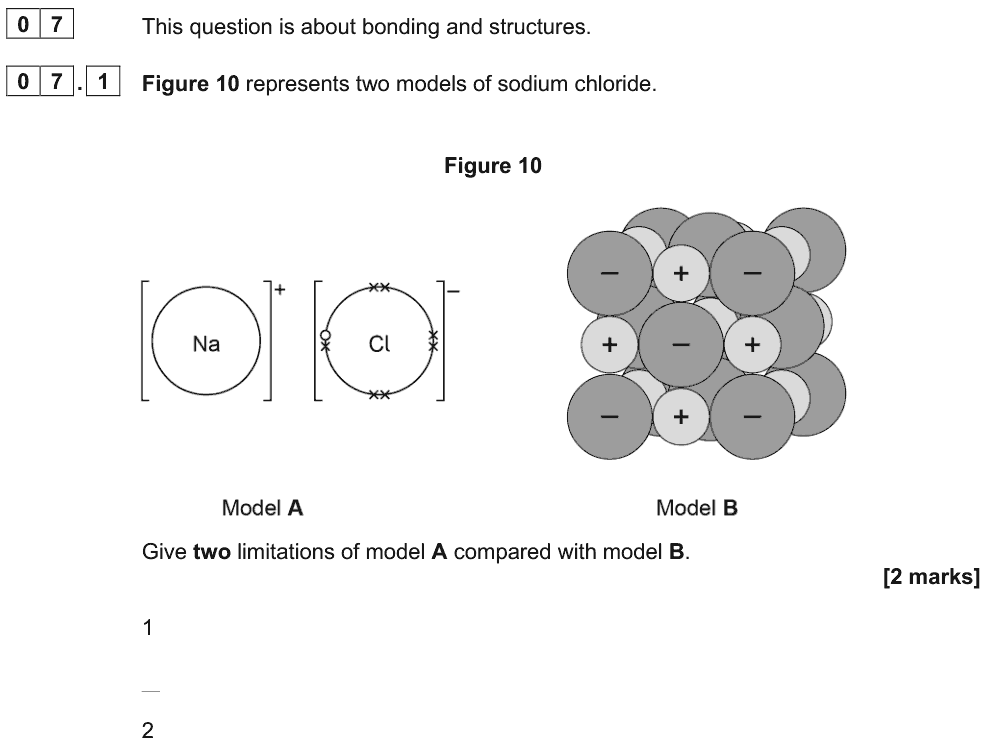 0 7 This question is about bonding and structures.
0 7 . 1 Figure 10 represents two models of sodium chloride.
Figure 10
Na + Cl −
− + −
+ − +
− + −
Model A Model B
Give two limitations of model A compared with model B.
[2 marks]
1
2